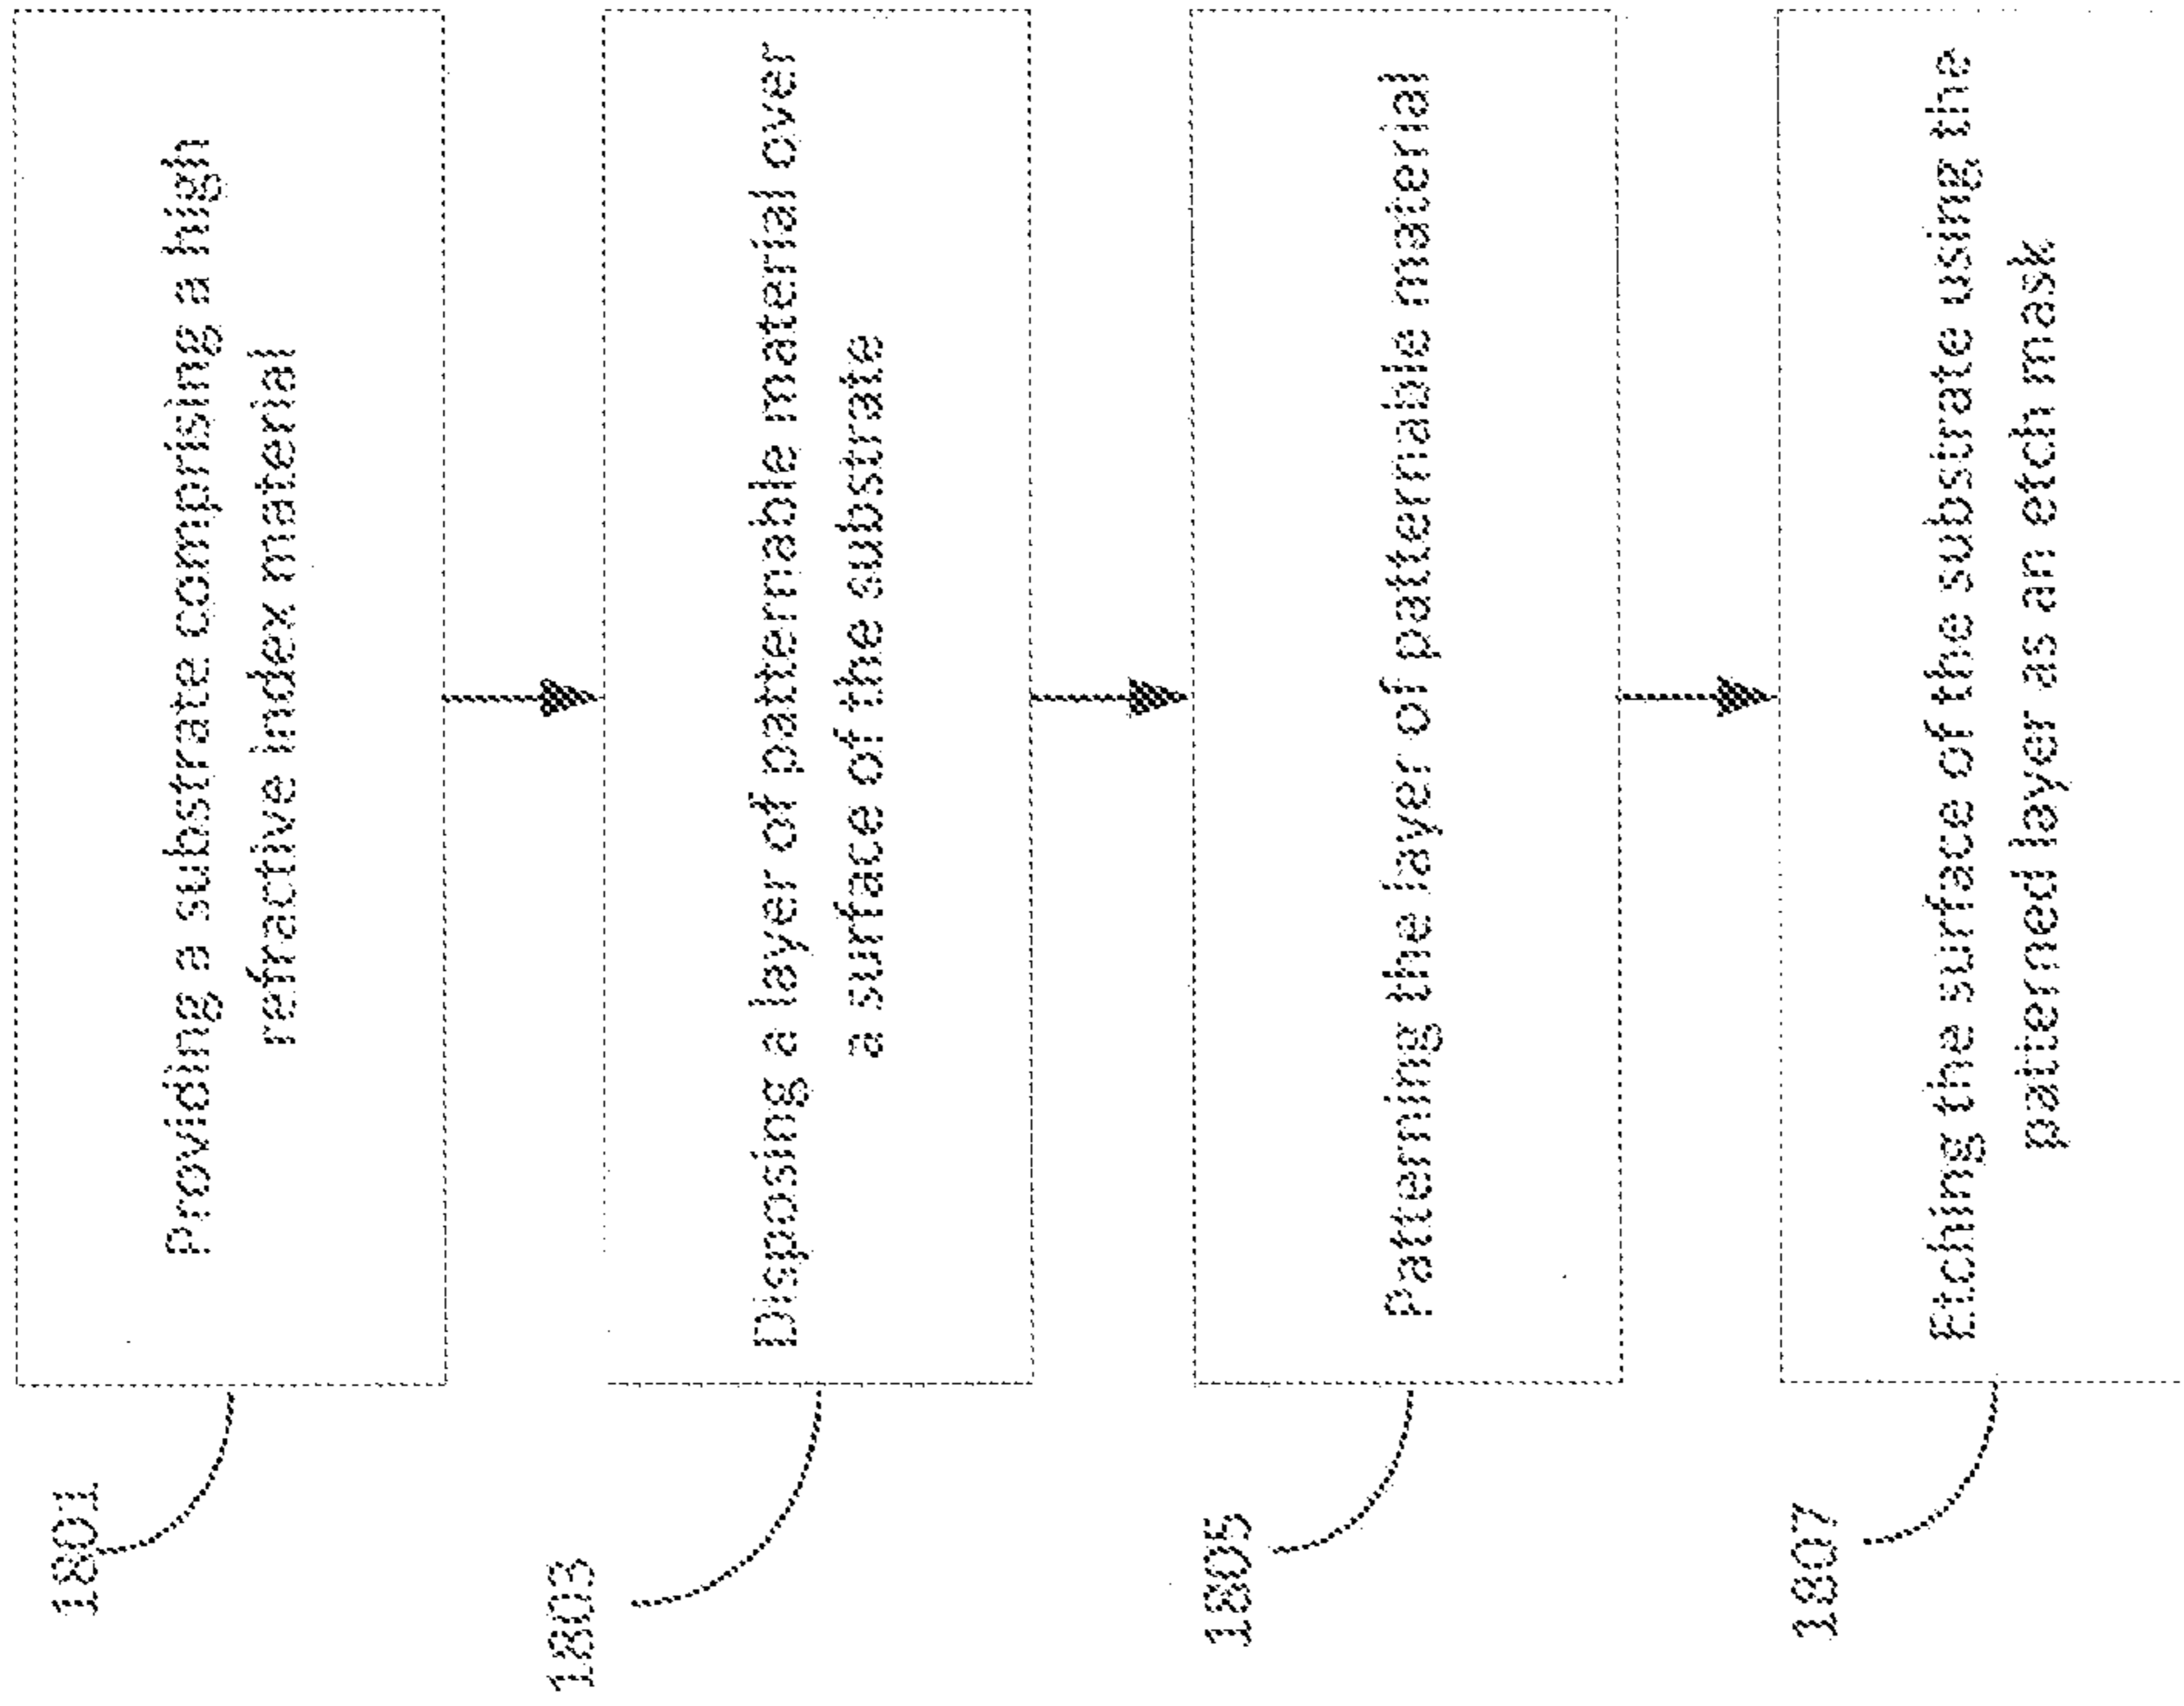 1801
Providing a substrate comprising a high
refractive index material
1803
Disposing a layer of patternable material over
a surface of the substrate
1805
Patterning the layer of patternable material
1807
Etching the surface of the substrate using the
patterned layer as an etch mask